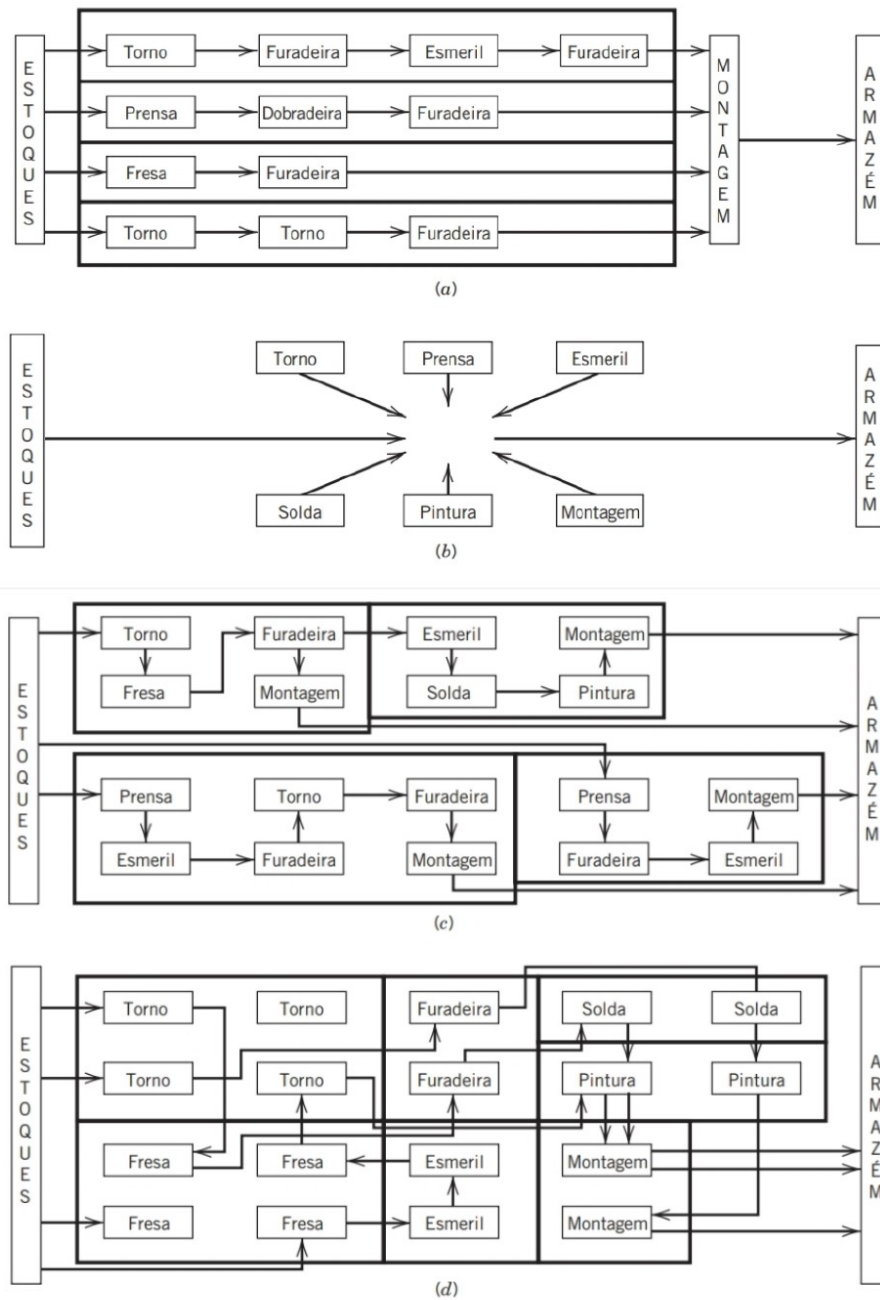 ESTOQUES
Torno Furadeira Esmeril Furadeira
Prensa Dobradeira Furadeira
Fresa Furadeira
Torno Torno Furadeira
MONTAGEM
ARMAZÉM
(a)
ESTOQUES
Torno Prensa Esmeril
Solda Pintura Montagem
ARMAZÉM
(b)
ESTOQUES
Torno Furadeira Esmeril Montagem
Fresa Montagem Solda Pintura
Prensa Torno Furadeira Prensa Montagem
Esmeril Furadeira Montagem Furadeira Esmeril
ARMAZÉM
(c)
ESTOQUES
Torno Torno Furadeira Solda Solda
Torno Torno Furadeira Pintura Pintura
Fresa Fresa Esmeril Montagem
Fresa Fresa Esmeril Montagem
ARMAZÉM
(d)